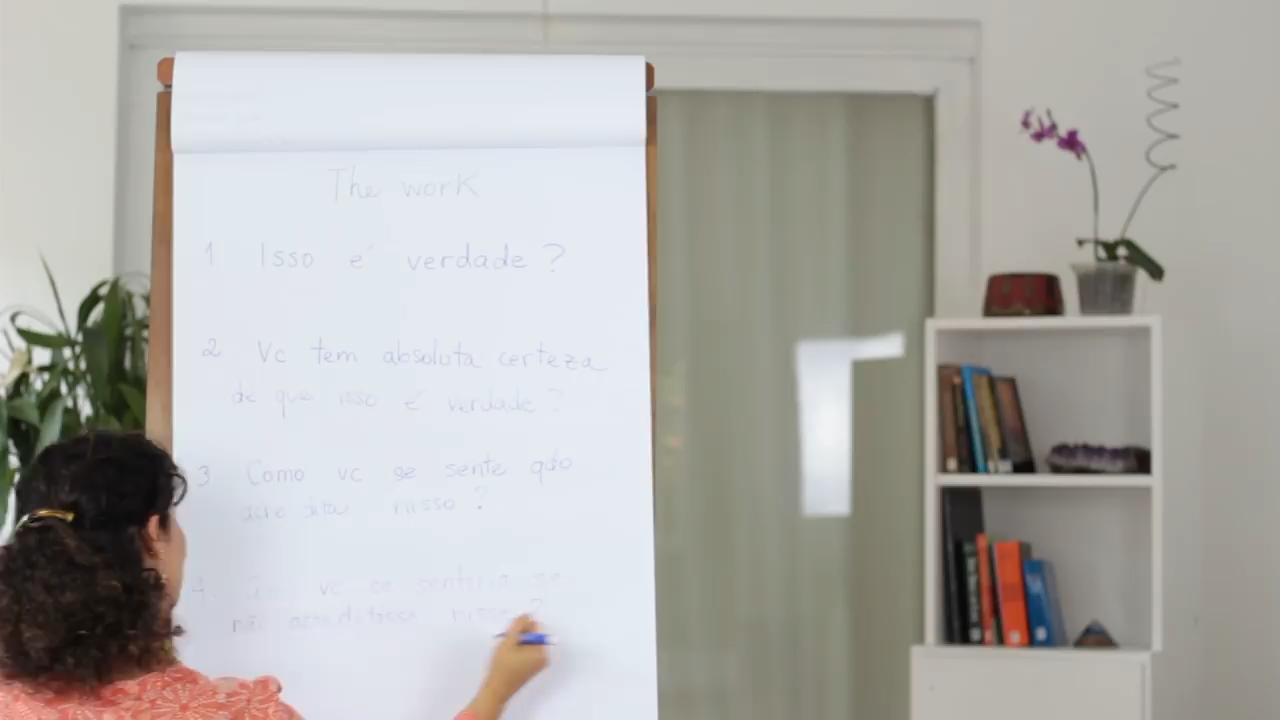 The work
1 Isso é verdade?
2 Vc tem absoluta certeza
de que isso é verdade?
3 Como vc se sente qdo
acredita nisso?
4. vc se sentiria se
não acreditasse nisso?